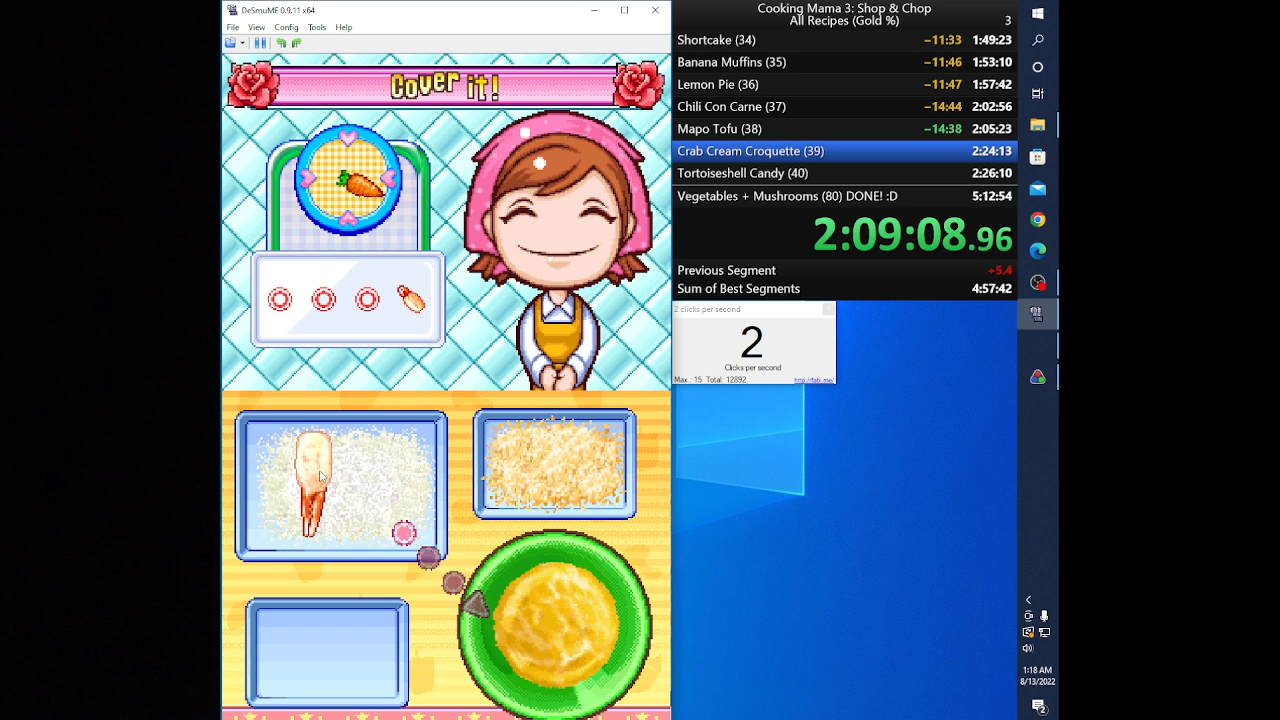 DeSmuME 0.9.11 x64
File View Config Tools Help
Cover it!
Cooking Mama 3: Shop & Chop
All Recipes (Gold %) 3
Shortcake (34) −11:33 1:49:23
Banana Muffins (35) −11:46 1:53:10
Lemon Pie (36) −11:47 1:57:42
Chili Con Carne (37) −14:44 2:02:56
Mapo Tofu (38) −14:38 2:05:23
Crab Cream Croquette (39) 2:24:13
Tortoiseshell Candy (40) 2:26:10
Vegetables + Mushrooms (80) DONE! :D 5:12:54
2:09:08.96
Previous Segment +5.4
Sum of Best Segments 4:57:42
2 clicks per second
2
Clicks per second
Max : 15 Total: 12892 http://fabi.me/
1:18 AM
8/13/2022
2